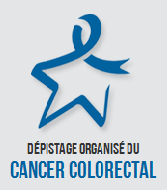 DÉPISTAGE ORGANISÉ DU
CANCER COLORECTAL